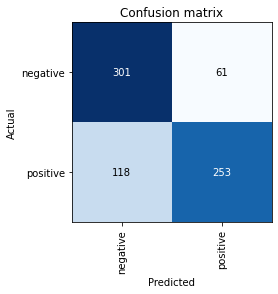 Confusion matrix
Actual
negative 301 61
positive 118 253
negative positive
Predicted